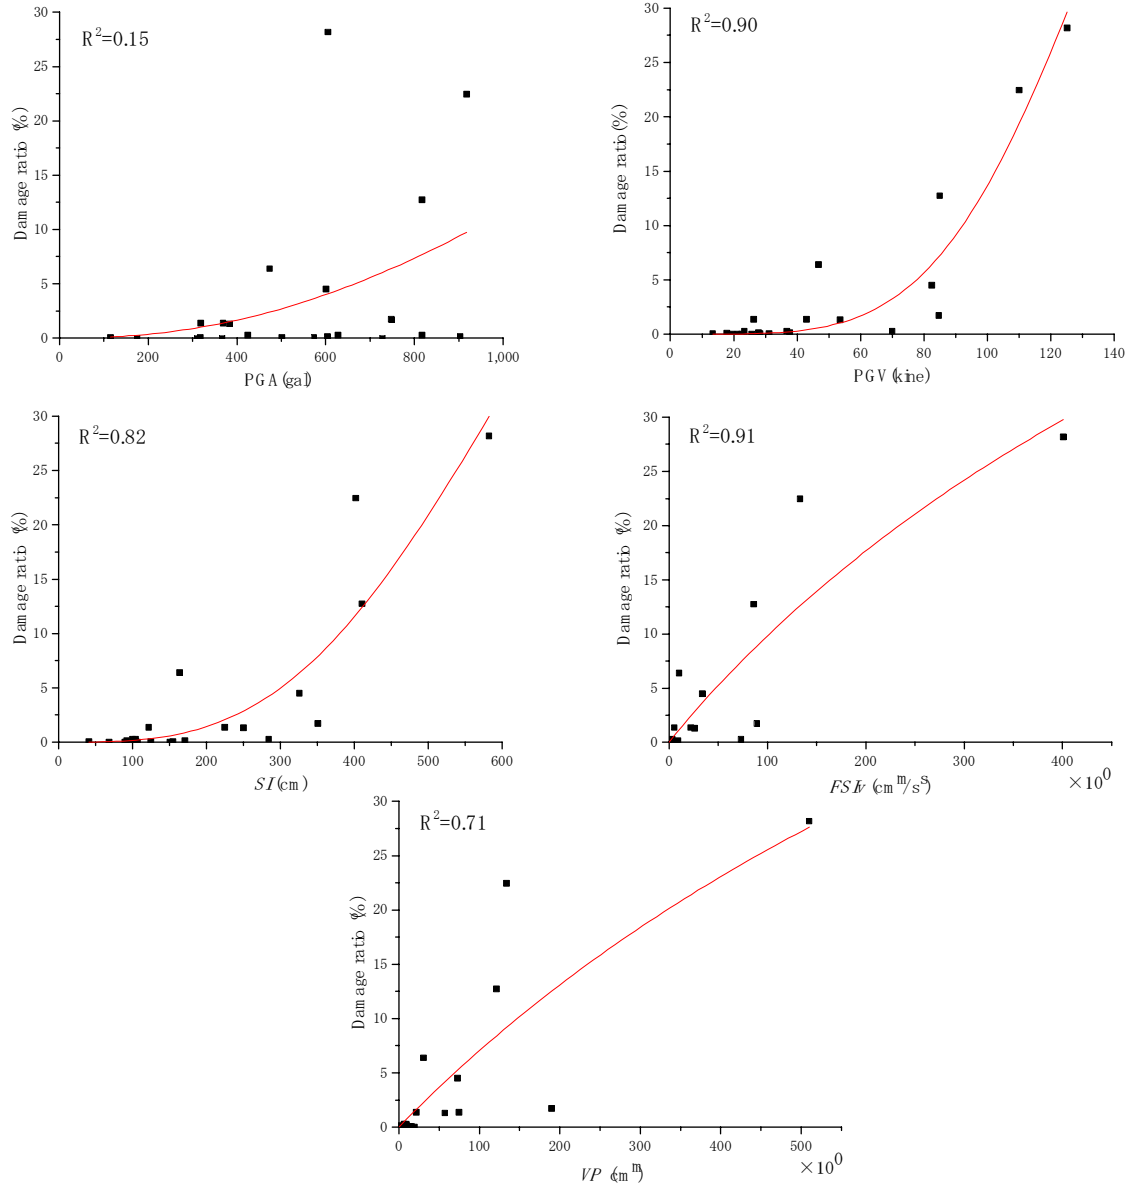 R²=0.15
Damage ratio (%)
30
25
20
15
10
5
0
0 200 400 600 800 1,000
PGA (gal)
R²=0.90
Damage ratio (%)
30
25
20
15
10
5
0
0 20 40 60 80 100 120 140
PGV (kine)
R²=0.82
Damage ratio (%)
30
25
20
15
10
5
0
0 100 200 300 400 500 600
SI (cm)
R²=0.91
Damage ratio (%)
30
25
20
15
10
5
0
0 100 200 300 400
×10⁰
FSIv (cmᵐ/sˢ)
R²=0.71
Damage ratio (%)
30
25
20
15
10
5
0
0 100 200 300 400 500
×10⁰
VP (cmᵐ)